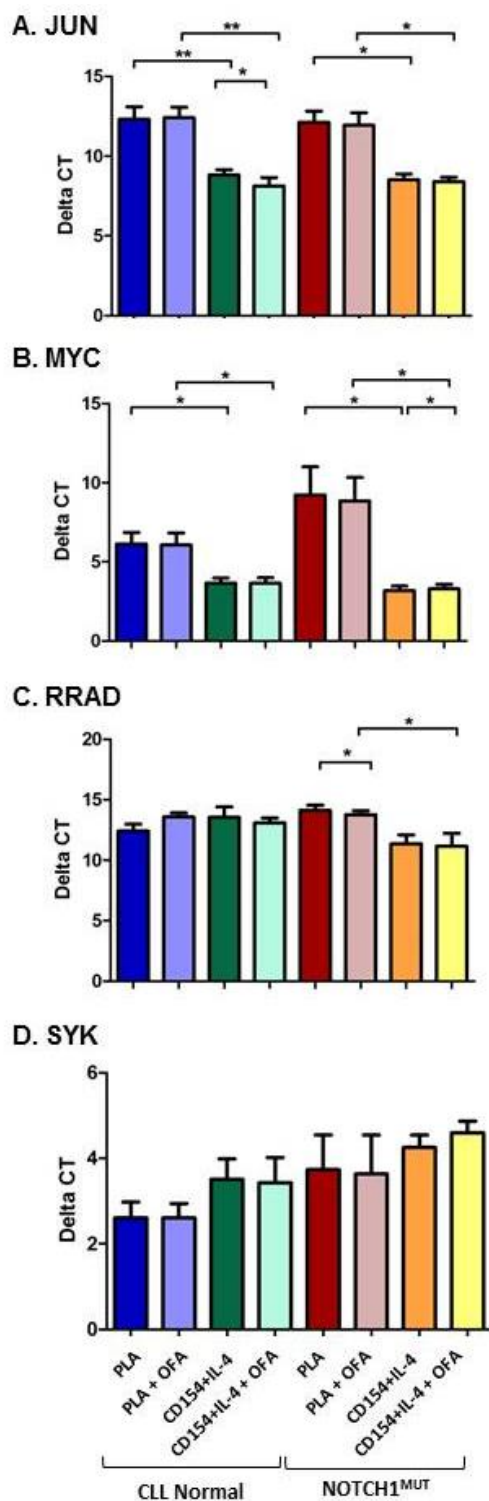 A. JUN
**
**
*
*
*
15
10
5
0
Delta CT
B. MYC
*
*
*
*
*
15
10
5
0
Delta CT
C. RRAD
*
*
20
15
10
5
0
Delta CT
D. SYK
6
4
2
0
Delta CT
PLA
PLA + OFA
CD154+IL-4
CD154+IL-4 + OFA
PLA
PLA + OFA
CD154+IL-4
CD154+IL-4 + OFA
CLL Normal
NOTCH1ᴹᵁᵀ